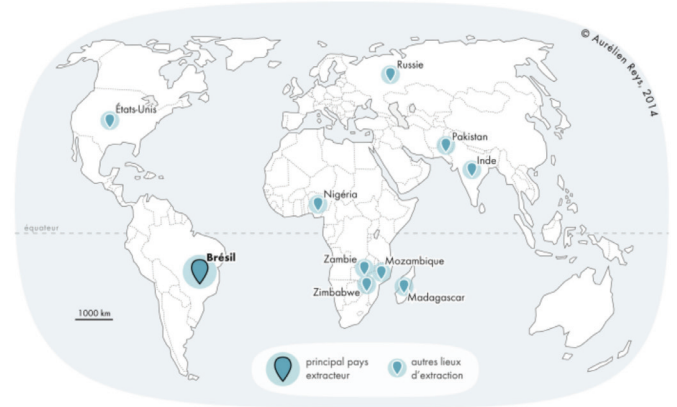 © Aurélien Reys, 2014
Russie
États-Unis
Pakistan
Inde
Nigéria
équateur
Brésil
Zambie
Mozambique
Zimbabwe
Madagascar
1000 km
principal pays
extracteur
autres lieux
d'extraction